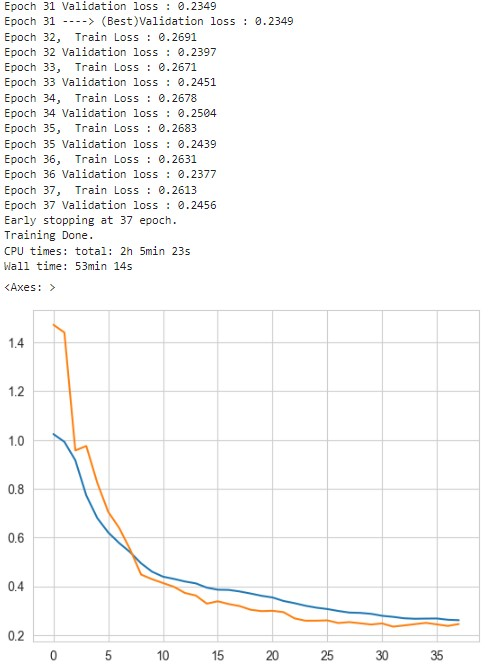 Epoch 31 Validation loss : 0.2349
Epoch 31 ----> (Best)Validation loss : 0.2349
Epoch 32,  Train Loss : 0.2691
Epoch 32 Validation loss : 0.2397
Epoch 33,  Train Loss : 0.2671
Epoch 33 Validation loss : 0.2451
Epoch 34,  Train Loss : 0.2678
Epoch 34 Validation loss : 0.2504
Epoch 35,  Train Loss : 0.2683
Epoch 35 Validation loss : 0.2439
Epoch 36,  Train Loss : 0.2631
Epoch 36 Validation loss : 0.2377
Epoch 37,  Train Loss : 0.2613
Epoch 37 Validation loss : 0.2456
Early stopping at 37 epoch.
Training Done.
CPU times: total: 2h 5min 23s
Wall time: 53min 14s
<Axes: >
1.4
1.2
1.0
0.8
0.6
0.4
0.2
0 5 10 15 20 25 30 35